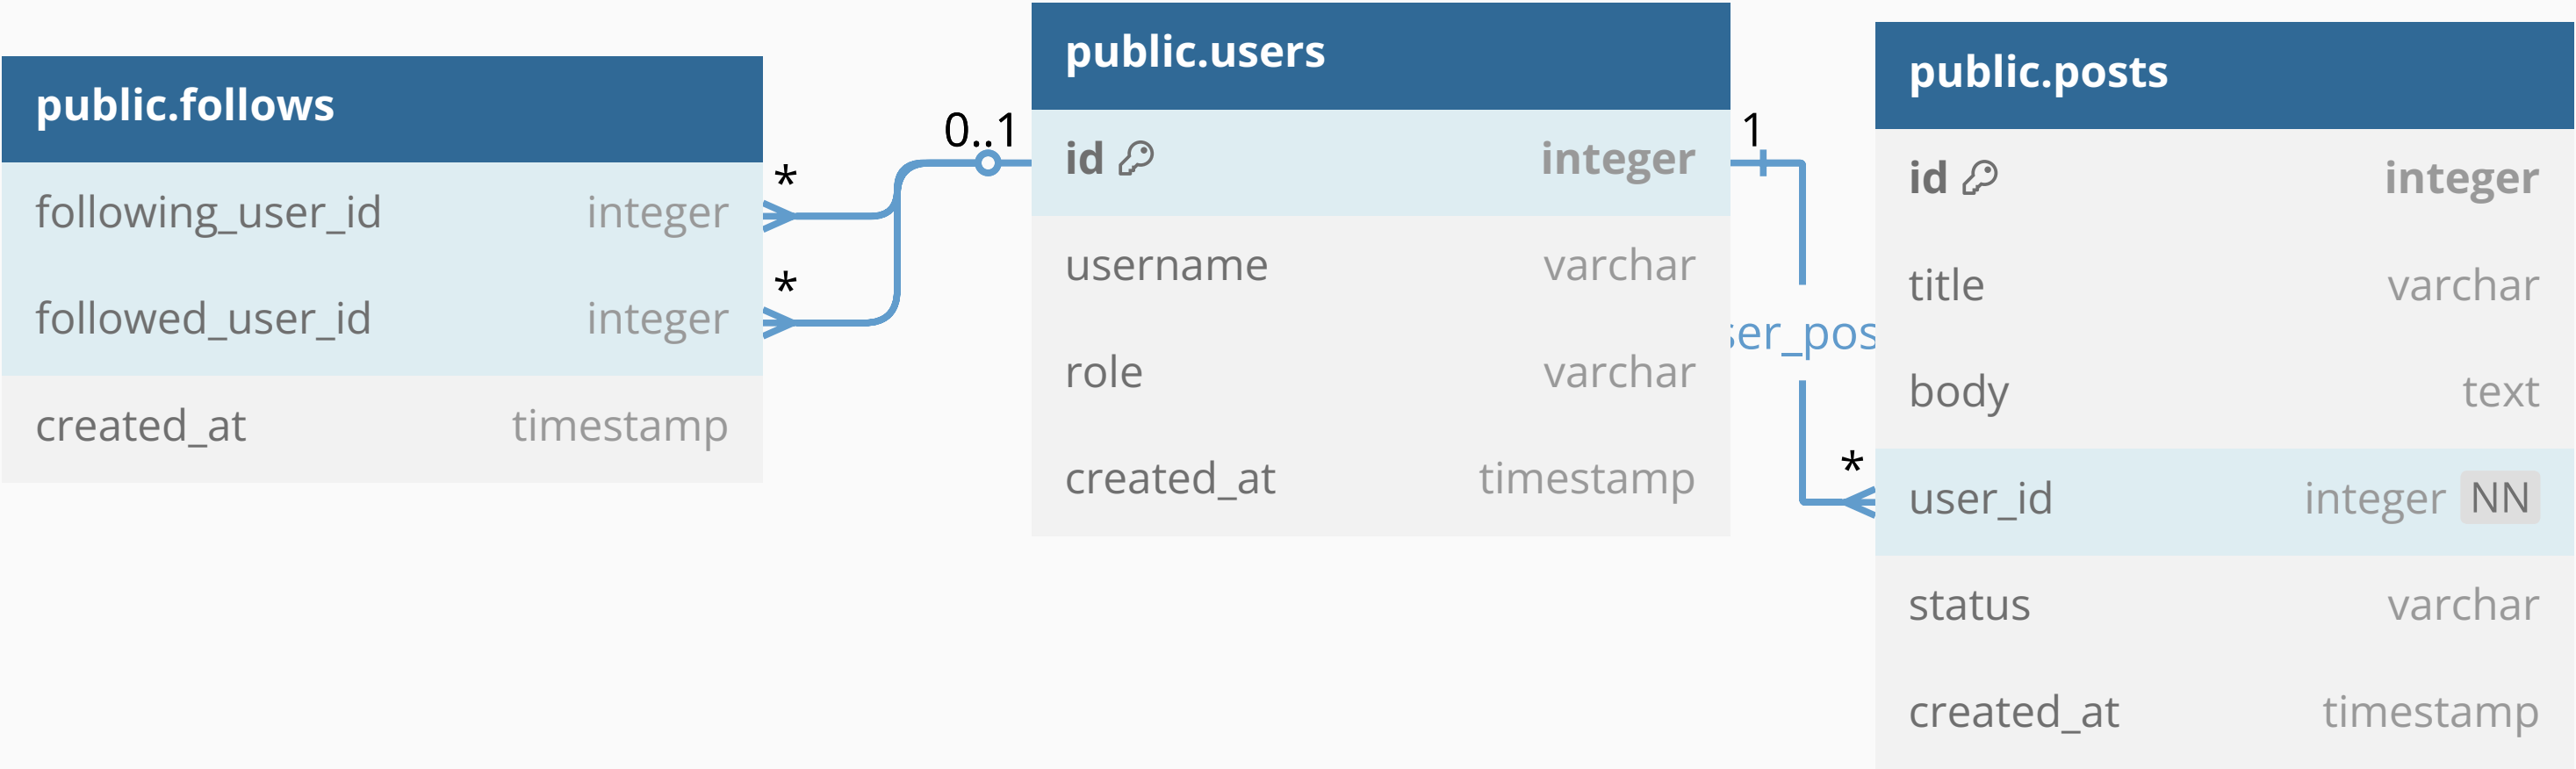 public.follows
following_user_id integer
followed_user_id integer
created_at timestamp
*
*
0..1
public.users
id integer
username varchar
role varchar
created_at timestamp
1
ser_pos
*
public.posts
id integer
title varchar
body text
user_id integer NN
status varchar
created_at timestamp